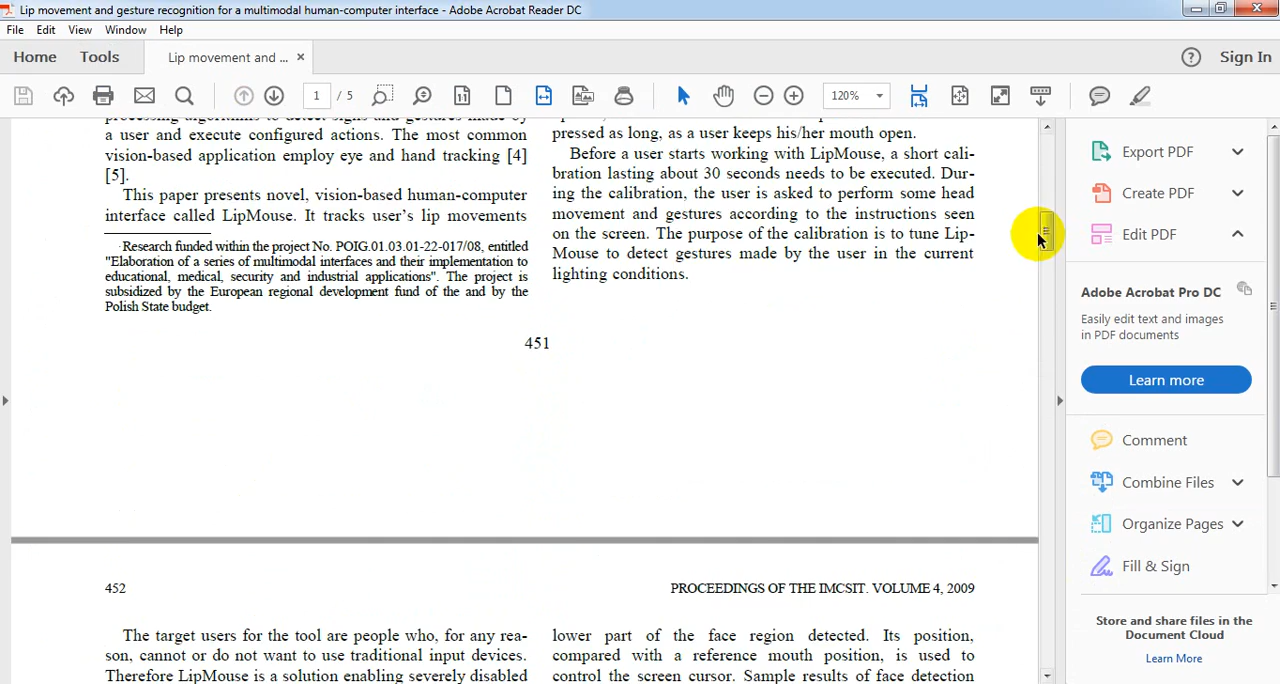 Lip movement and gesture recognition for a multimodal human-computer interface - Adobe Acrobat Reader DC
File Edit View Window Help
Home Tools Lip movement and ... × Sign In
1 / 5 120%
a user and execute configured actions. The most common
vision-based application employ eye and hand tracking [4]
[5].
This paper presents novel, vision-based human-computer
interface called LipMouse. It tracks user's lip movements
Research funded within the project No. POIG.01.03.01-22-017/08, entitled
"Elaboration of a series of multimodal interfaces and their implementation to
educational, medical, security and industrial applications". The project is
subsidized by the European regional development fund of the and by the
Polish State budget.
pressed as long, as a user keeps his/her mouth open.
Before a user starts working with LipMouse, a short cali-
bration lasting about 30 seconds needs to be executed. Dur-
ing the calibration, the user is asked to perform some head
movement and gestures according to the instructions seen
on the screen. The purpose of the calibration is to tune Lip-
Mouse to detect gestures made by the user in the current
lighting conditions.
451
452
PROCEEDINGS OF THE IMCSIT. VOLUME 4, 2009
The target users for the tool are people who, for any rea-
son, cannot or do not want to use traditional input devices.
Therefore LipMouse is a solution enabling severely disabled
lower part of the face region detected. Its position,
compared with a reference mouth position, is used to
control the screen cursor. Sample results of face detection
Export PDF
Create PDF
Edit PDF
Adobe Acrobat Pro DC
Easily edit text and images
in PDF documents
Learn more
Comment
Combine Files
Organize Pages
Fill & Sign
Store and share files in the
Document Cloud
Learn More